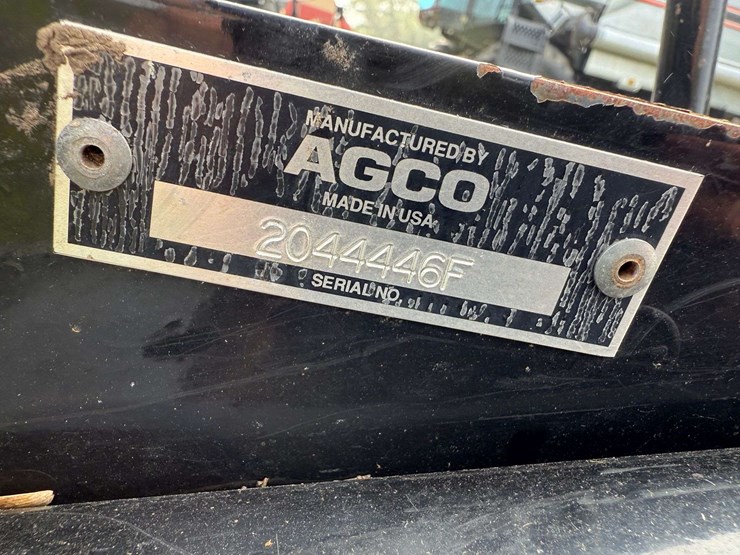 MANUFACTURED BY
AGCO
MADE IN USA
2044446F
SERIAL NO.